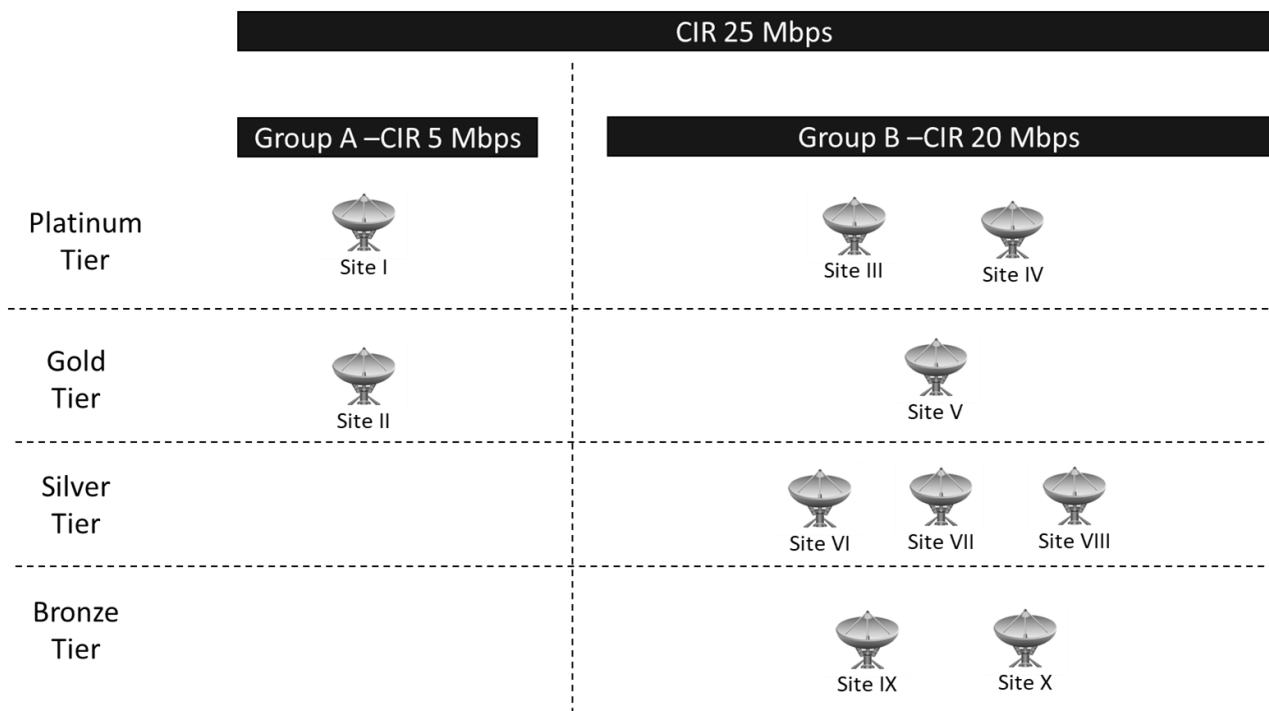 CIR 25 Mbps
Group A –CIR 5 Mbps
Group B –CIR 20 Mbps
Platinum
Tier
Site I
Site III
Site IV
Gold
Tier
Site II
Site V
Silver
Tier
Site VI
Site VII
Site VIII
Bronze
Tier
Site IX
Site X